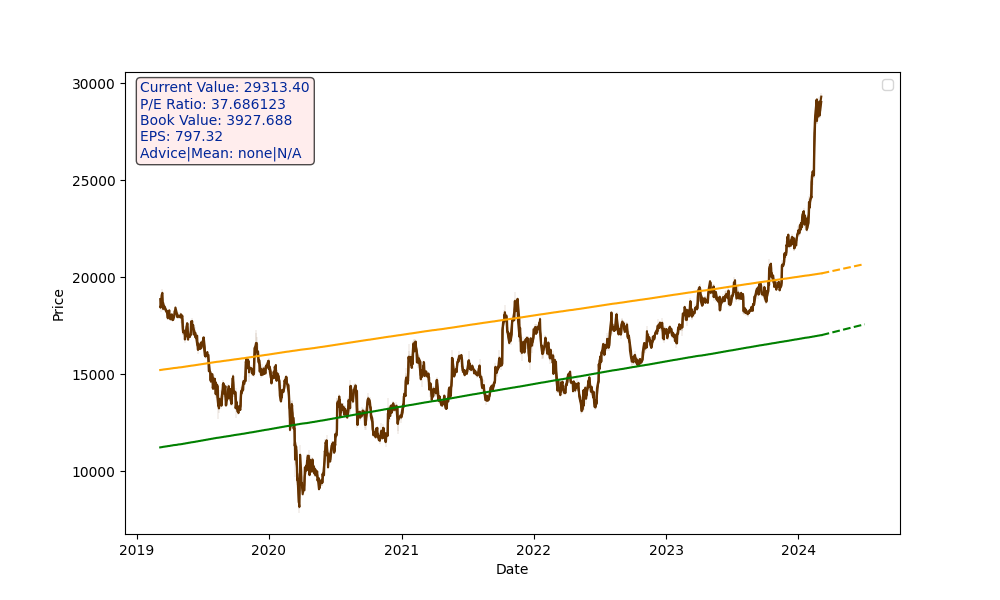 Current Value: 29313.40
P/E Ratio: 37.686123
Book Value: 3927.688
EPS: 797.32
Advice|Mean: none|N/A
30000
25000
20000
15000
10000
Price
2019 2020 2021 2022 2023 2024
Date